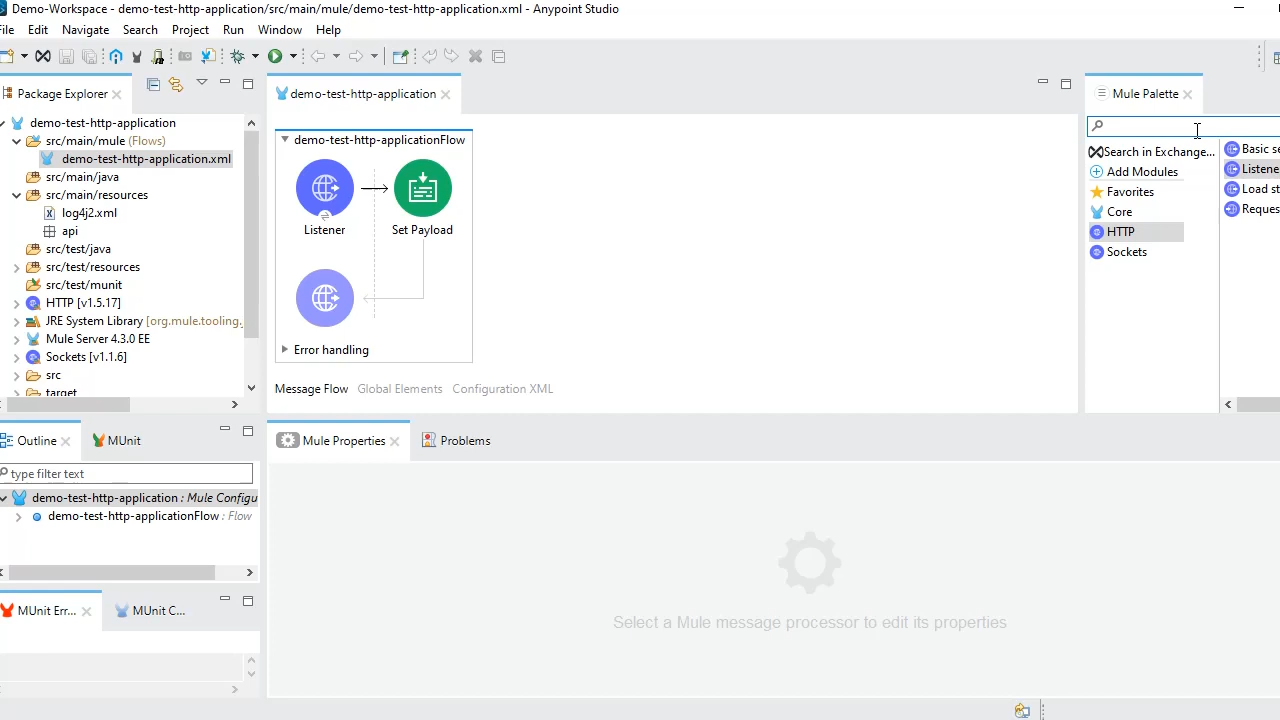 Demo-Workspace - demo-test-http-application/src/main/mule/demo-test-http-application.xml - Anypoint Studio
File Edit Navigate Search Project Run Window Help
Package Explorer
demo-test-http-application
src/main/mule (Flows)
demo-test-http-application.xml
src/main/java
src/main/resources
log4j2.xml
api
src/test/java
src/test/resources
src/test/munit
HTTP [v1.5.17]
JRE System Library [org.mule.tooling.
Mule Server 4.3.0 EE
Sockets [v1.1.6]
src
target
demo-test-http-application
demo-test-http-applicationFlow
Listener
Set Payload
Error handling
Message Flow Global Elements Configuration XML
Mule Palette
Search in Exchange...
Add Modules
Favorites
Core
HTTP
Sockets
Basic se
Listene
Load st
Reques
Outline MUnit
type filter text
demo-test-http-application : Mule Configu
demo-test-http-applicationFlow : Flow
MUnit Err... MUnit C...
Mule Properties Problems
Select a Mule message processor to edit its properties